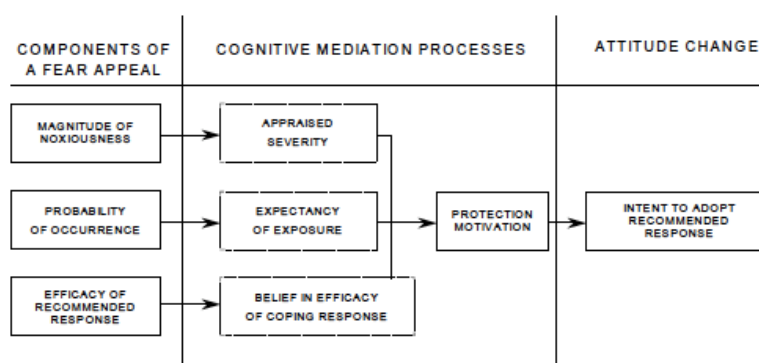 COMPONENTS OF
A FEAR APPEAL
COGNITIVE MEDIATION PROCESSES
ATTITUDE CHANGE
MAGNITUDE OF
NOXIOUSNESS
APPRAISED
SEVERITY
PROBABILITY
OF OCCURRENCE
EXPECTANCY
OF EXPOSURE
PROTECTION
MOTIVATION
INTENT TO ADOPT
RECOMMENDED
RESPONSE
EFFICACY OF
RECOMMENDED
RESPONSE
BELIEF IN EFFICACY
OF COPING RESPONSE